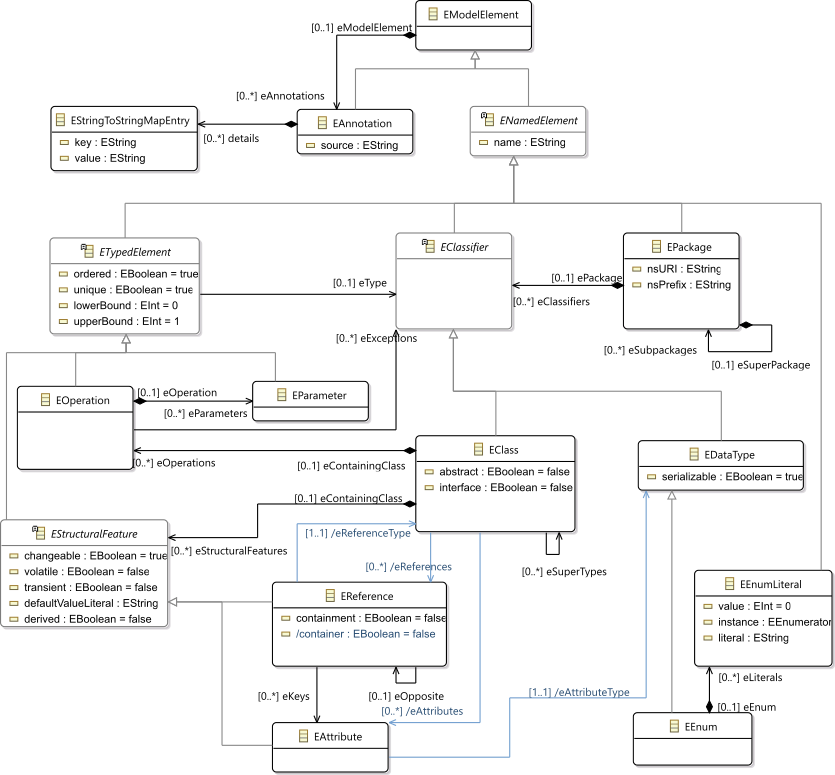 EModelElement
[0..1] eModelElement
[0..*] eAnnotations
EStringToStringMapEntry
key : EString
value : EString
[0..*] details
EAnnotation
source : EString
ENamedElement
name : EString
ETypedElement
ordered : EBoolean = true
unique : EBoolean = true
lowerBound : EInt = 0
upperBound : EInt = 1
[0..1] eType
EClassifier
[0..1] ePackage
[0..*] eClassifiers
EPackage
nsURI : EString
nsPrefix : EString
[0..*] eSubpackages
[0..1] eSuperPackage
[0..*] eExceptions
EOperation
[0..1] eOperation
[0..*] eParameters
EParameter
[0..*] eOperations
[0..1] eContainingClass
EClass
abstract : EBoolean = false
interface : EBoolean = false
EDataType
serializable : EBoolean = true
[0..1] eContainingClass
[0..*] eStructuralFeatures
EStructuralFeature
changeable : EBoolean = true
volatile : EBoolean = false
transient : EBoolean = false
defaultValueLiteral : EString
derived : EBoolean = false
[1..1] /eReferenceType
[0..*] /eReferences
[0..*] eSuperTypes
EReference
containment : EBoolean = false
/container : EBoolean = false
EEnumLiteral
value : EInt = 0
instance : EEnumerator
literal : EString
[0..*] eKeys
[0..1] eOpposite
[0..*] /eAttributes
[1..1] /eAttributeType
[0..*] eLiterals
[0..1] eEnum
EAttribute
EEnum